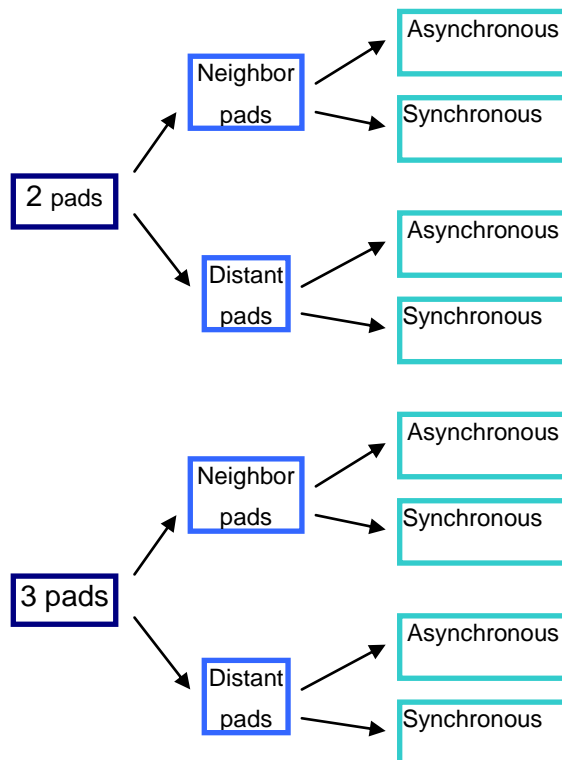 2 pads
Neighbor
pads
Asynchronous
Synchronous
Distant
pads
Asynchronous
Synchronous
3 pads
Neighbor
pads
Asynchronous
Synchronous
Distant
pads
Asynchronous
Synchronous